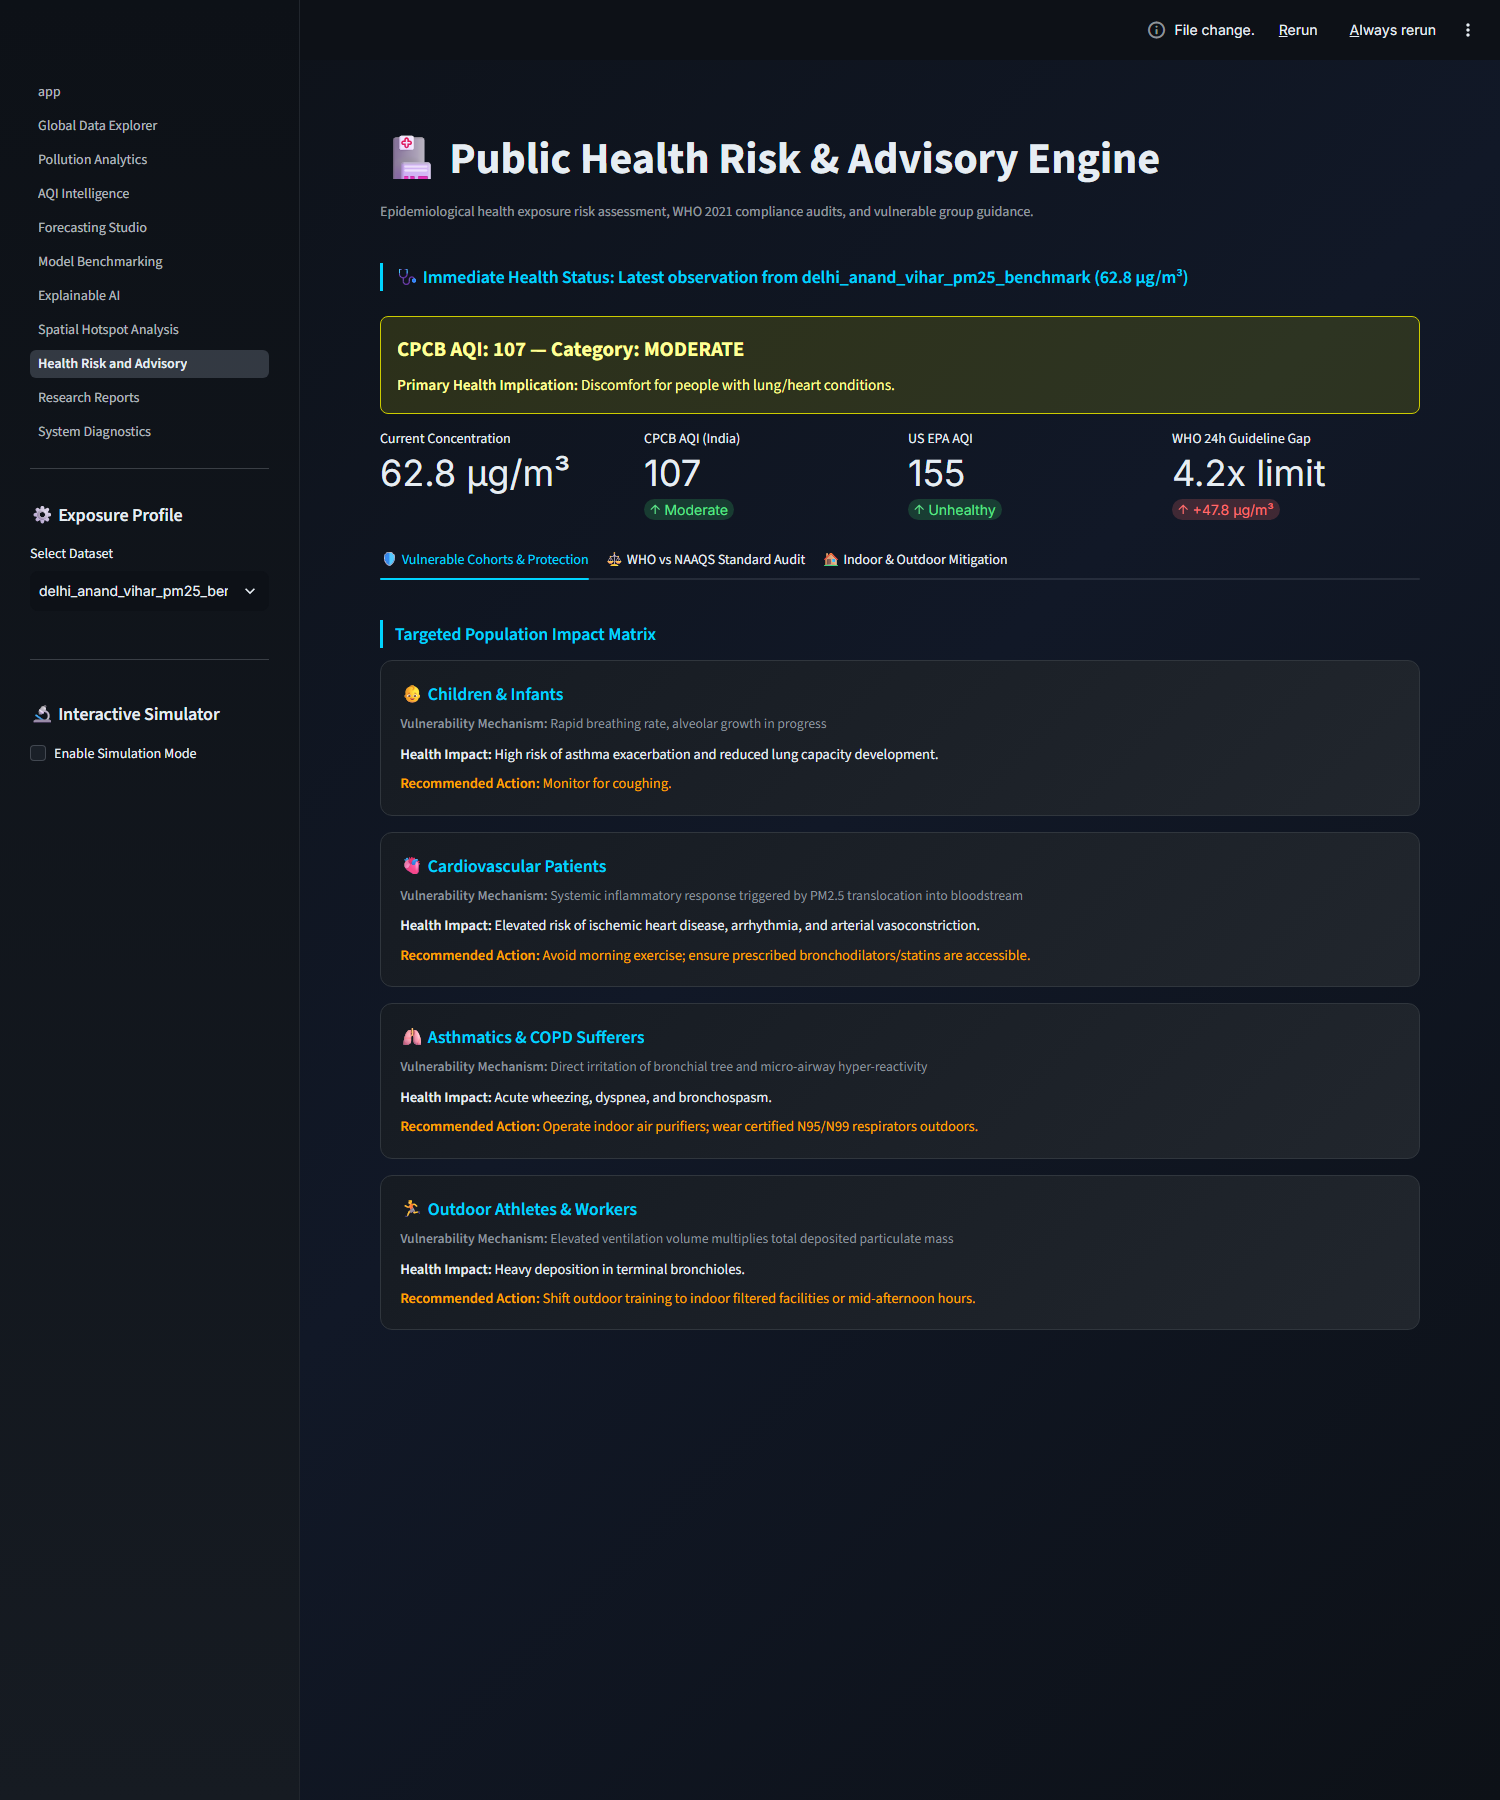 File change.
Rerun
Always rerun
app
Global Data Explorer
Pollution Analytics
AQI Intelligence
Forecasting Studio
Model Benchmarking
Explainable AI
Spatial Hotspot Analysis
Health Risk and Advisory
Research Reports
System Diagnostics
Exposure Profile
Select Dataset
delhi_anand_vihar_pm25_ber
Interactive Simulator
Enable Simulation Mode
Public Health Risk & Advisory Engine
Epidemiological health exposure risk assessment, WHO 2021 compliance audits, and vulnerable group guidance.
Immediate Health Status: Latest observation from delhi_anand_vihar_pm25_benchmark (62.8 µg/m³)
CPCB AQI: 107 — Category: MODERATE
Primary Health Implication: Discomfort for people with lung/heart conditions.
Current Concentration
62.8 µg/m³
CPCB AQI (India)
107
↑ Moderate
US EPA AQI
155
↑ Unhealthy
WHO 24h Guideline Gap
4.2x limit
↑ +47.8 µg/m³
Vulnerable Cohorts & Protection
WHO vs NAAQS Standard Audit
Indoor & Outdoor Mitigation
Targeted Population Impact Matrix
Children & Infants
Vulnerability Mechanism: Rapid breathing rate, alveolar growth in progress
Health Impact: High risk of asthma exacerbation and reduced lung capacity development.
Recommended Action: Monitor for coughing.
Cardiovascular Patients
Vulnerability Mechanism: Systemic inflammatory response triggered by PM2.5 translocation into bloodstream
Health Impact: Elevated risk of ischemic heart disease, arrhythmia, and arterial vasoconstriction.
Recommended Action: Avoid morning exercise; ensure prescribed bronchodilators/statins are accessible.
Asthmatics & COPD Sufferers
Vulnerability Mechanism: Direct irritation of bronchial tree and micro-airway hyper-reactivity
Health Impact: Acute wheezing, dyspnea, and bronchospasm.
Recommended Action: Operate indoor air purifiers; wear certified N95/N99 respirators outdoors.
Outdoor Athletes & Workers
Vulnerability Mechanism: Elevated ventilation volume multiplies total deposited particulate mass
Health Impact: Heavy deposition in terminal bronchioles.
Recommended Action: Shift outdoor training to indoor filtered facilities or mid-afternoon hours.